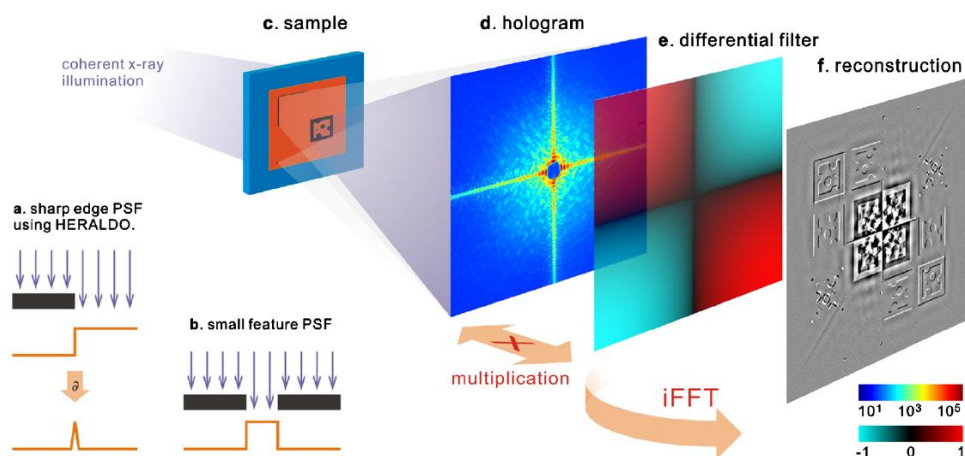 c. sample
d. hologram
e. differential filter
f. reconstruction
coherent x-ray
illumination
a. sharp edge PSF
using HERALDO.
∂
b. small feature PSF
X
multiplication
iFFT
10¹ 10³ 10⁵
-1 0 1